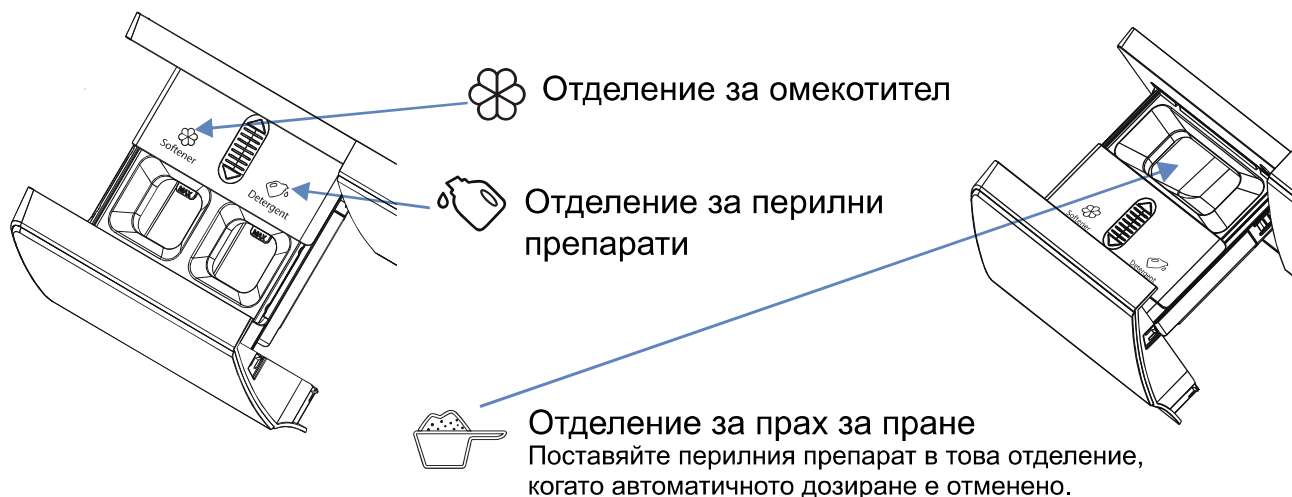 Отделение за омекотител
Softener
MAX
Detergent
MAX
Отделение за перилни
препарати
Softener
Detergent
Отделение за прах за пране
Поставяйте перилния препарат в това отделение,
когато автоматичното дозиране е отменено.